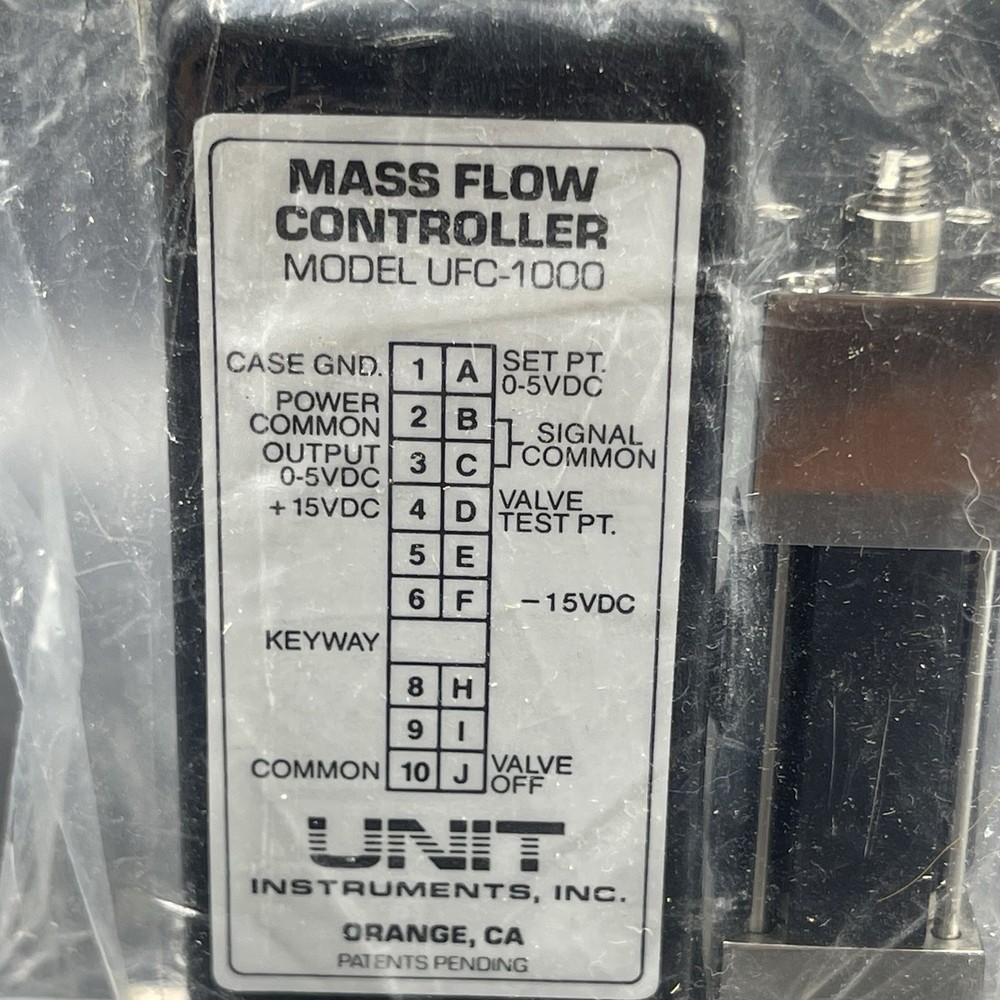 MASS FLOW
CONTROLLER
MODEL UFC-1000
CASE GND. 1 A SET PT.
0-5VDC
POWER
COMMON 2 B SIGNAL
COMMON
OUTPUT
0-5VDC 3 C
+15VDC 4 D VALVE
TEST PT.
5 E
6 F -15VDC
KEYWAY
8 H
9 I
COMMON 10 J VALVE
OFF
UNIT
INSTRUMENTS, INC.
ORANGE, CA
PATENTS PENDING